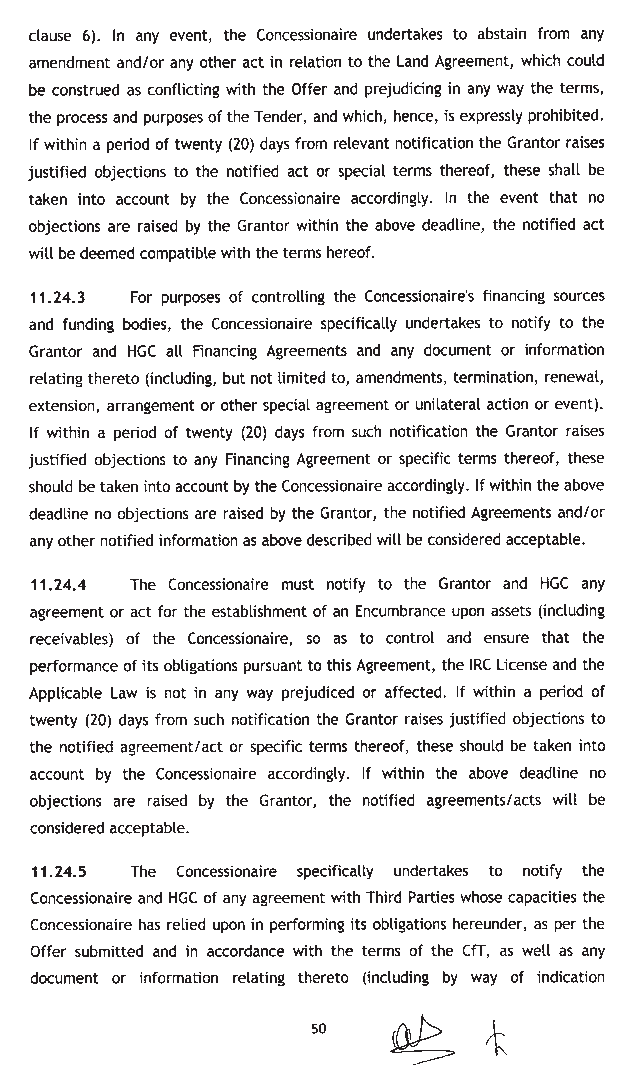 clause 6). In any event, the Concessionaire undertakes to abstain from any
amendment and/or any other act in relation to the Land Agreement, which could
be construed as conflicting with the Offer and prejudicing in any way the terms,
the process and purposes of the Tender, and which, hence, is expressly prohibited.
If within a period of twenty (20) days from relevant notification the Grantor raises
justified objections to the notified act or special terms thereof, these shall be
taken into account by the Concessionaire accordingly. In the event that no
objections are raised by the Grantor within the above deadline, the notified act
will be deemed compatible with the terms hereof.
11.24.3 For purposes of controlling the Concessionaire's financing sources
and funding bodies, the Concessionaire specifically undertakes to notify to the
Grantor and HGC all Financing Agreements and any document or information
relating thereto (including, but not limited to, amendments, termination, renewal,
extension, arrangement or other special agreement or unilateral action or event).
If within a period of twenty (20) days from such notification the Grantor raises
justified objections to any Financing Agreement or specific terms thereof, these
should be taken into account by the Concessionaire accordingly. If within the above
deadline no objections are raised by the Grantor, the notified Agreements and/or
any other notified information as above described will be considered acceptable.
11.24.4 The Concessionaire must notify to the Grantor and HGC any
agreement or act for the establishment of an Encumbrance upon assets (including
receivables) of the Concessionaire, so as to control and ensure that the
performance of its obligations pursuant to this Agreement, the IRC License and the
Applicable Law is not in any way prejudiced or affected. If within a period of
twenty (20) days from such notification the Grantor raises justified objections to
the notified agreement/act or specific terms thereof, these should be taken into
account by the Concessionaire accordingly. If within the above deadline no
objections are raised by the Grantor, the notified agreements/acts will be
considered acceptable.
11.24.5 The Concessionaire specifically undertakes to notify the
Concessionaire and HGC of any agreement with Third Parties whose capacities the
Concessionaire has relied upon in performing its obligations hereunder, as per the
Offer submitted and in accordance with the terms of the CfT, as well as any
document or information relating thereto (including by way of indication
50